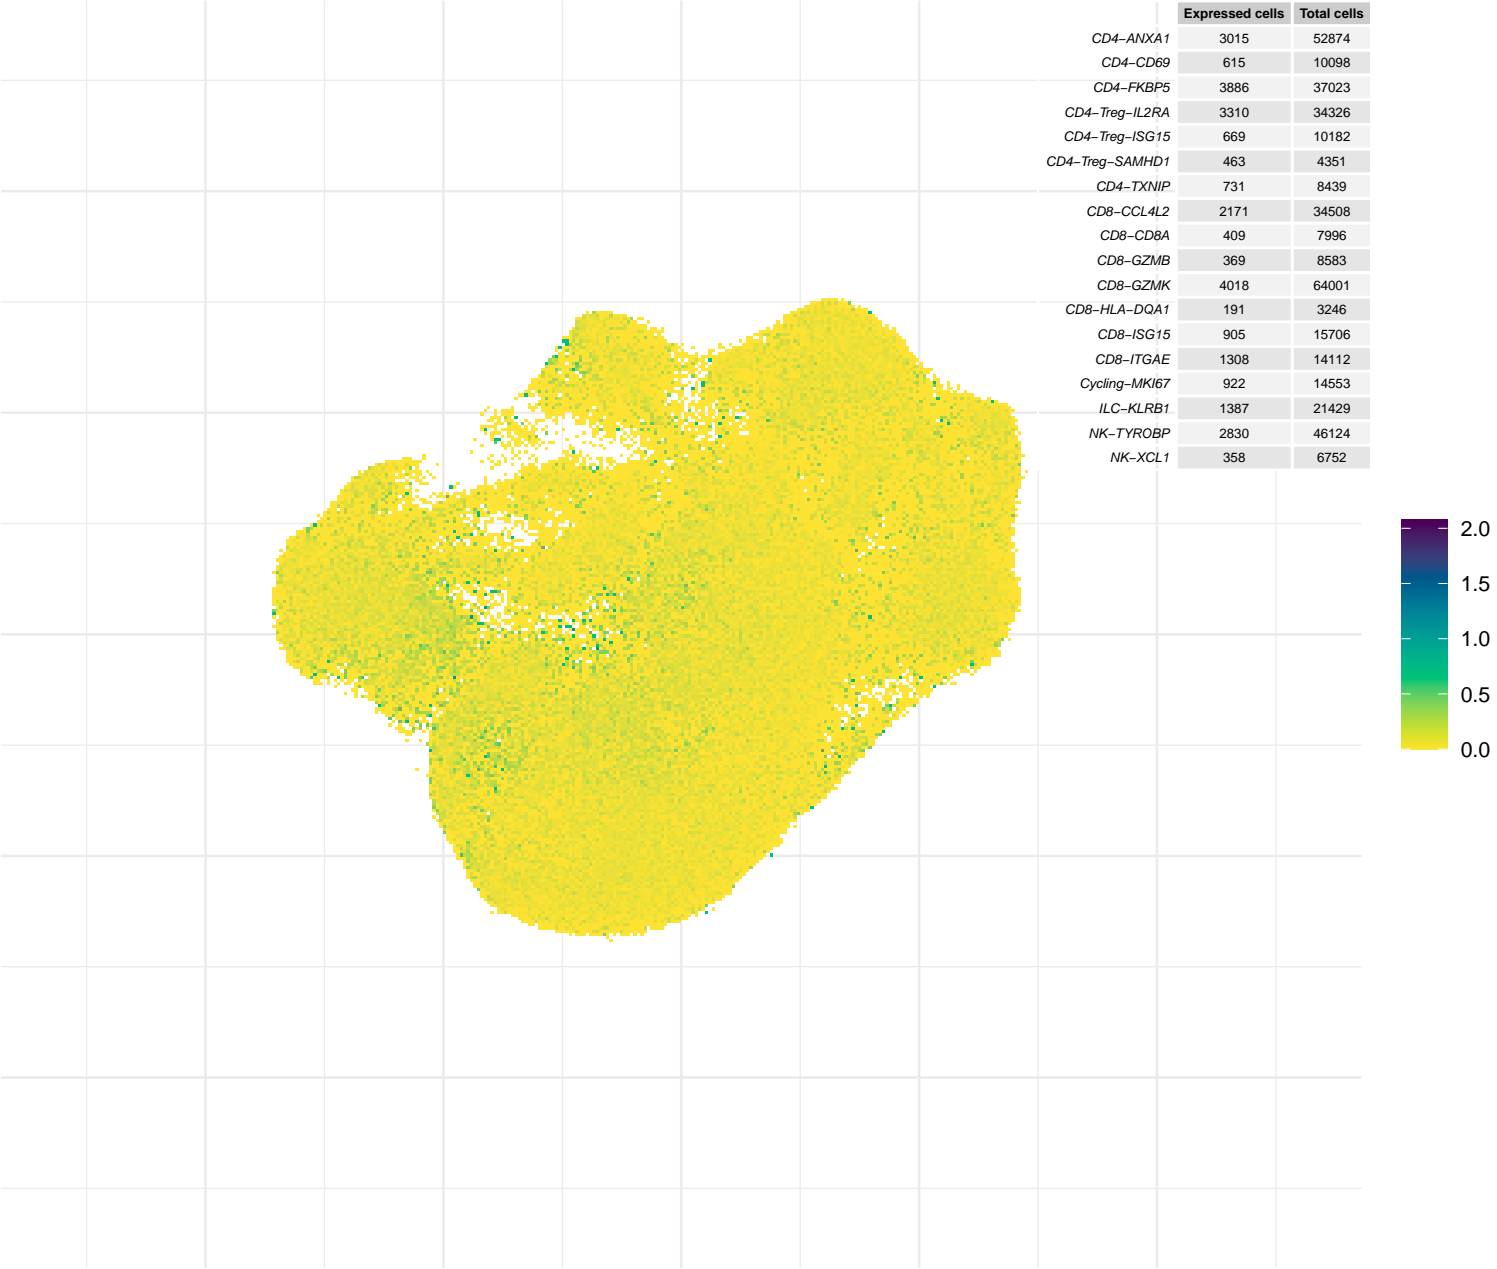 Expressed cells Total cells
CD4−ANXA1 3015 52874
CD4−CD69 615 10098
CD4−FKBP5 3886 37023
CD4−Treg−IL2RA 3310 34326
CD4−Treg−ISG15 669 10182
CD4−Treg−SAMHD1 463 4351
CD4−TXNIP 731 8439
CD8−CCL4L2 2171 34508
CD8−CD8A 409 7996
CD8−GZMB 369 8583
CD8−GZMK 4018 64001
CD8−HLA−DQA1 191 3246
CD8−ISG15 905 15706
CD8−ITGAE 1308 14112
Cycling−MKI67 922 14553
ILC−KLRB1 1387 21429
NK−TYROBP 2830 46124
NK−XCL1 358 6752
2.0
1.5
1.0
0.5
0.0